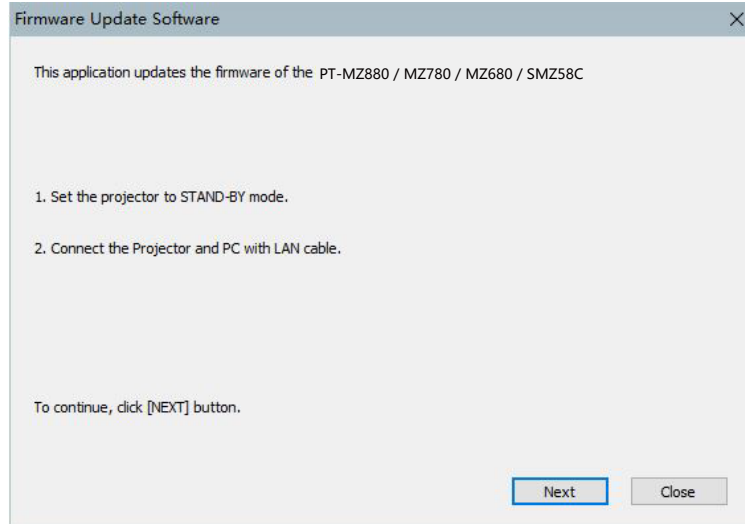 Firmware Update Software
This application updates the firmware of the PT-MZ880 / MZ780 / MZ680 / SMZ58C
1. Set the projector to STAND-BY mode.
2. Connect the Projector and PC with LAN cable.
To continue, click [NEXT] button.
Next Close